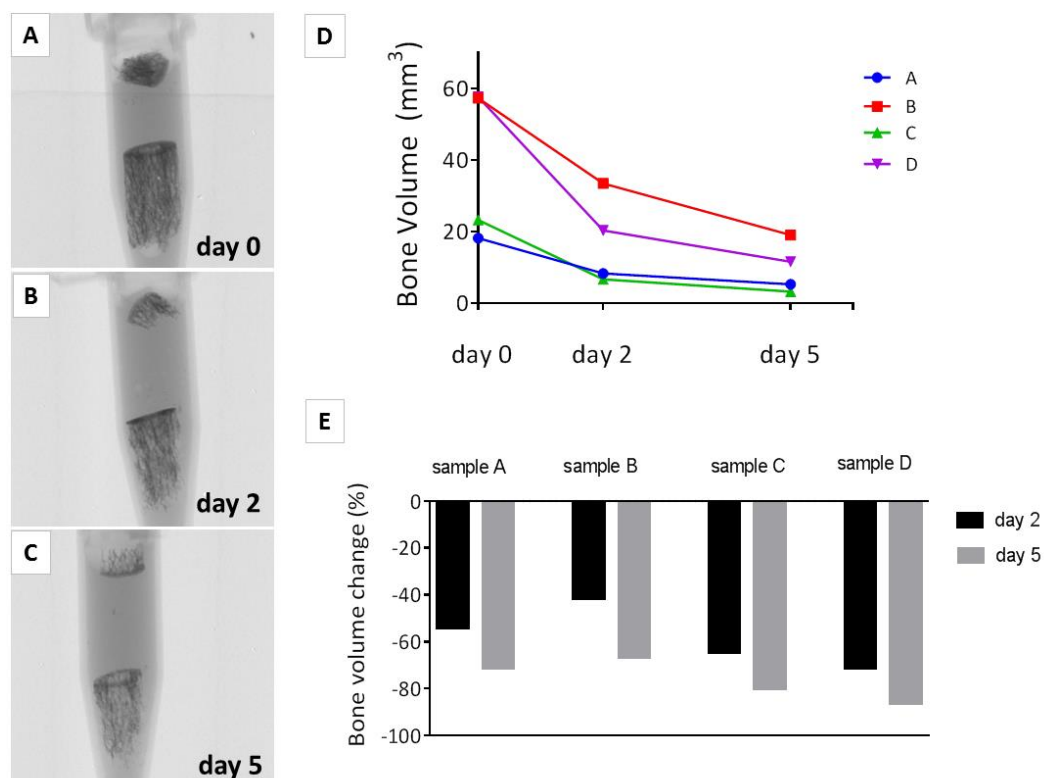 A
day 0
B
day 2
C
day 5
D
Bone Volume (mm³)
60
40
20
0
day 0 day 2 day 5
A
B
C
D
E
sample A sample B sample C sample D
Bone volume change (%)
0
-20
-40
-60
-80
-100
day 2
day 5